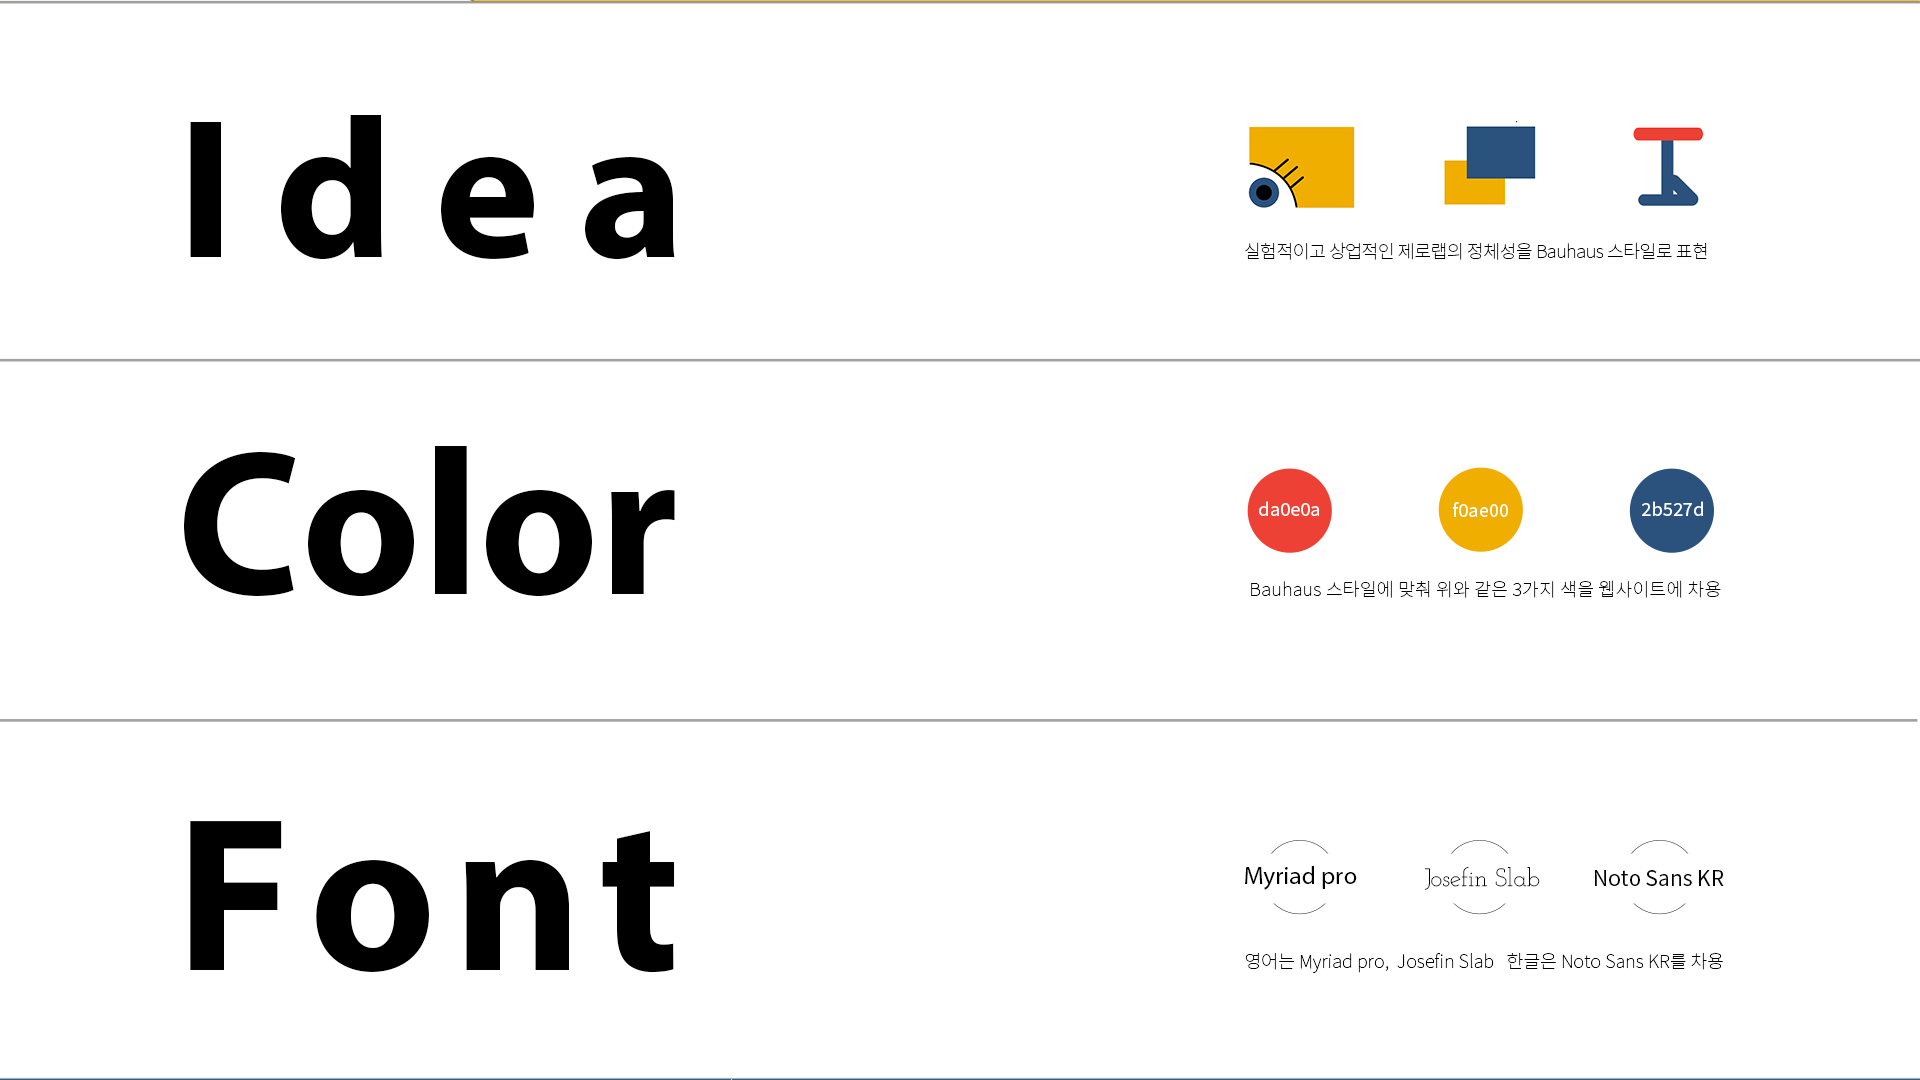 Idea
실험적이고 상업적인 제로랩의 정체성을 Bauhaus 스타일로 표현
Color
da0e0a
f0ae00
2b527d
Bauhaus 스타일에 맞춰 위와 같은 3가지 색을 웹사이트에 차용
Font
Myriad pro
Josefin Slab
Noto Sans KR
영어는 Myriad pro, Josefin Slab 한글은 Noto Sans KR를 차용